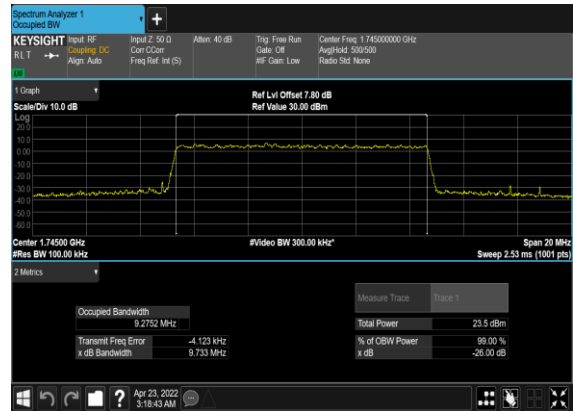 Spectrum Analyzer 1
Occupied BW
KEYSIGHT Input: RF Input Z: 50 Ω Atten: 40 dB Trig: Free Run Center Freq: 1.745000000 GHz
RLT Coupling: DC Corr CCorr Gate: Off Avg|Hold: 500/500
Align: Auto Freq Ref: Int (S) #IF Gain: Low Radio Std: None
1 Graph
Ref Lvl Offset 7.80 dB
Scale/Div 10.0 dB Ref Value 30.00 dBm
Log
20.0
10.0
0.00
-10.0
-20.0
-30.0
-40.0
-50.0
-60.0
Center 1.74500 GHz #Video BW 300.00 kHz* Span 20 MHz
#Res BW 100.00 kHz Sweep 2.53 ms (1001 pts)
2 Metrics
Measure Trace Trace 1
Occupied Bandwidth
9.2752 MHz Total Power 23.5 dBm
Transmit Freq Error -4.123 kHz % of OBW Power 99.00 %
x dB Bandwidth 9.733 MHz x dB -26.00 dB
? Apr 23, 2022
3:18:43 AM